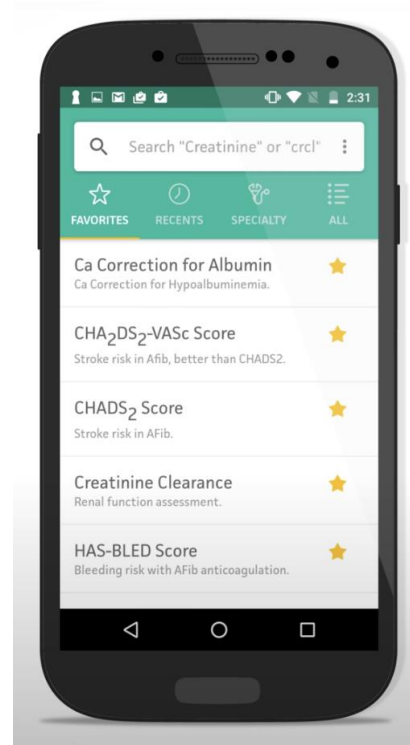 2:31
Search "Creatinine" or "crcl"
FAVORITES RECENTS SPECIALTY ALL
Ca Correction for Albumin
Ca Correction for Hypoalbuminemia.
CHA₂DS₂-VASc Score
Stroke risk in Afib, better than CHADS2.
CHADS₂ Score
Stroke risk in AFib.
Creatinine Clearance
Renal function assessment.
HAS-BLED Score
Bleeding risk with AFib anticoagulation.